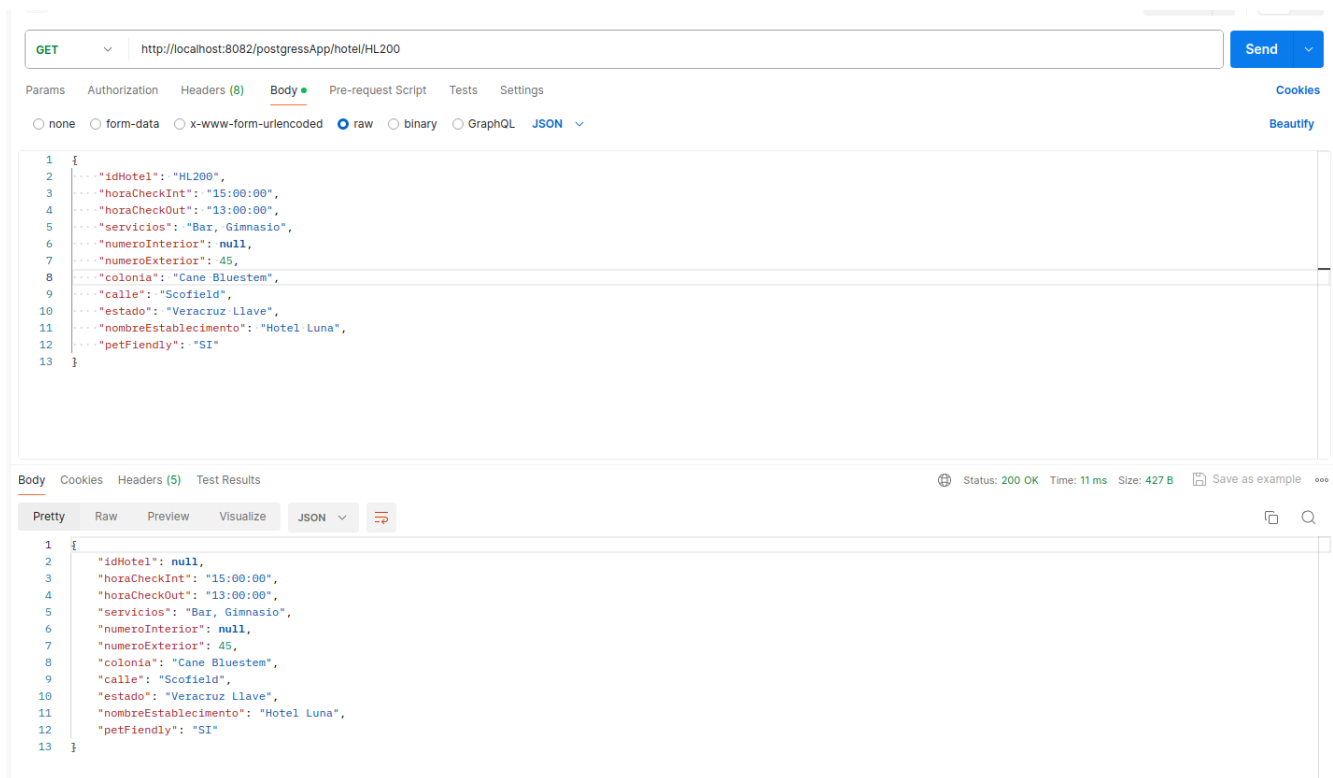 GET http://localhost:8082/postgressApp/hotel/HL200 Send
Params Authorization Headers (8) Body Pre-request Script Tests Settings Cookies
none form-data x-www-form-urlencoded raw binary GraphQL JSON Beautify
1 {
2 "idHotel": "HL200",
3 "horaCheckInt": "15:00:00",
4 "horaCheckOut": "13:00:00",
5 "servicios": "Bar, Gimnasio",
6 "numeroInterior": null,
7 "numeroExterior": 45,
8 "colonia": "Cane Bluestem",
9 "calle": "Scofield",
10 "estado": "Veracruz Llave",
11 "nombreEstablecimento": "Hotel Luna",
12 "petFiendly": "SI"
13 }
Body Cookies Headers (5) Test Results Status: 200 OK Time: 11 ms Size: 427 B Save as example
Pretty Raw Preview Visualize JSON
1 {
2 "idHotel": null,
3 "horaCheckInt": "15:00:00",
4 "horaCheckOut": "13:00:00",
5 "servicios": "Bar, Gimnasio",
6 "numeroInterior": null,
7 "numeroExterior": 45,
8 "colonia": "Cane Bluestem",
9 "calle": "Scofield",
10 "estado": "Veracruz Llave",
11 "nombreEstablecimento": "Hotel Luna",
12 "petFiendly": "SI"
13 }